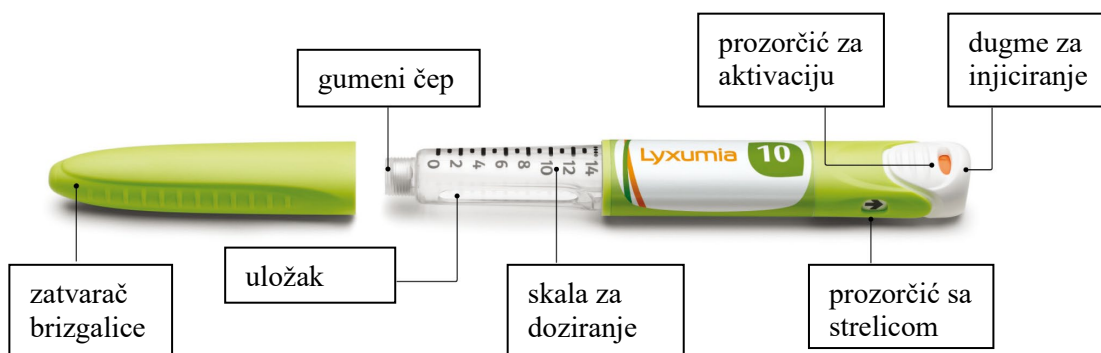 prozorčić za
aktivaciju
dugme za
injiciranje
gumeni čep
0 2 4 6 8 10 12 14
Lyxumia 10
zatvarač
brizgalice
uložak
skala za
doziranje
prozorčić sa
strelicom